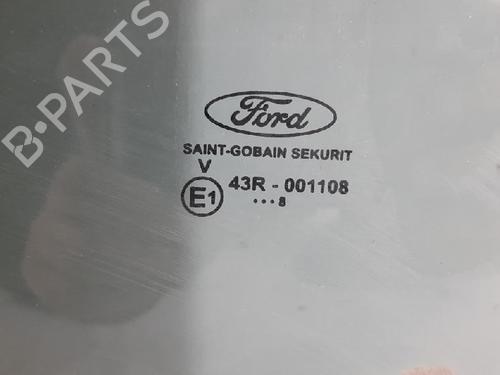 B-PARTS
Ford
SAINT-GOBAIN SEKURIT
V
E1 43R - 001108
...8